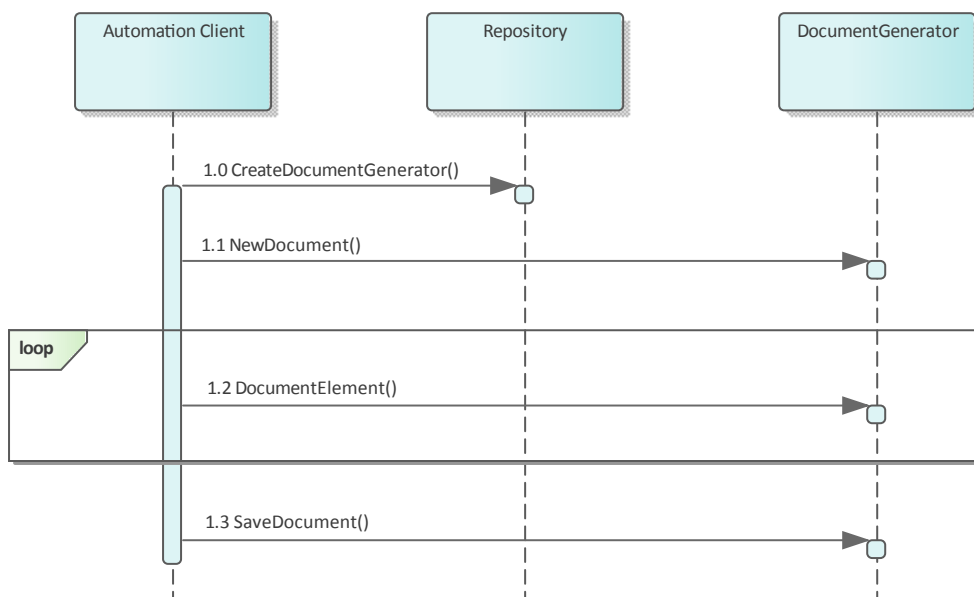 Automation Client
Repository
DocumentGenerator
1.0 CreateDocumentGenerator()
1.1 NewDocument()
loop
1.2 DocumentElement()
1.3 SaveDocument()